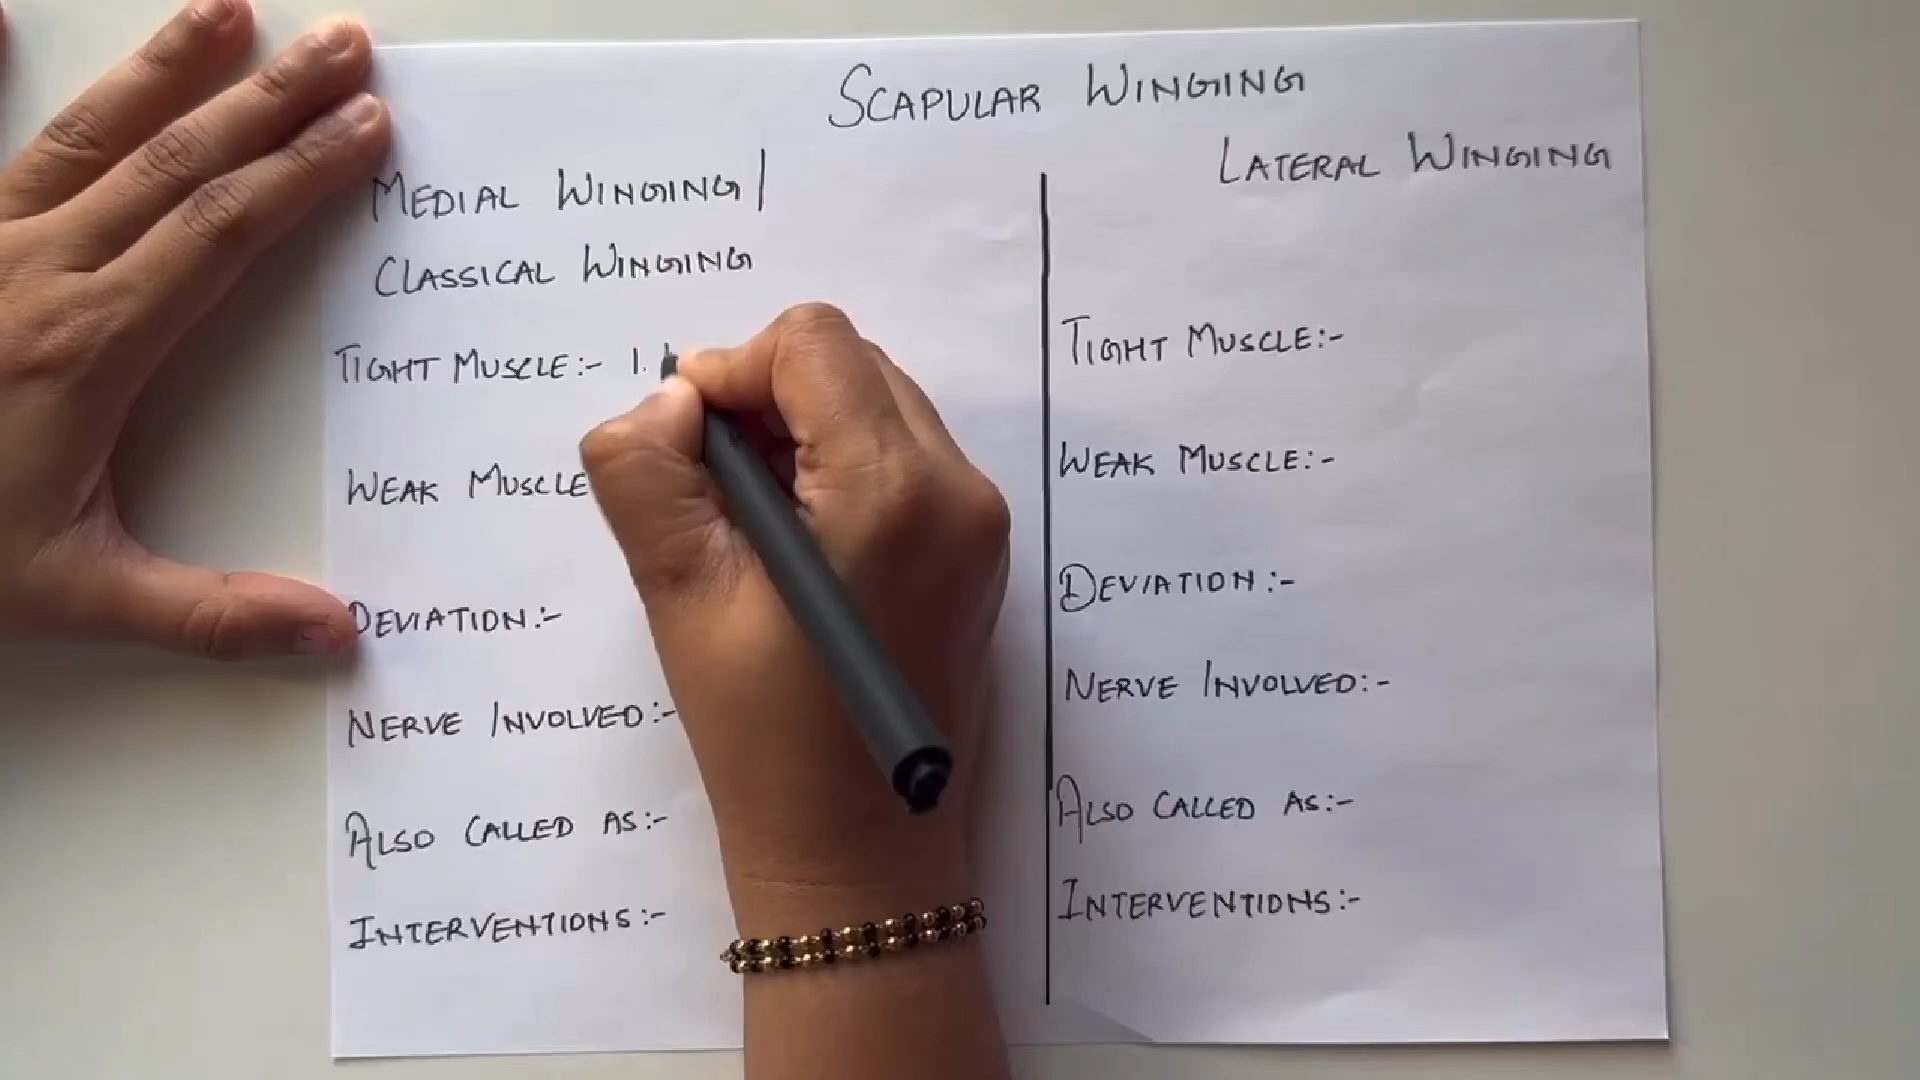 SCAPULAR WINGING
MEDIAL WINGING/
CLASSICAL WINGING
TIGHT MUSCLE:- 1.
WEAK MUSCLE
DEVIATION:-
NERVE INVOLVED:-
ALSO CALLED AS:-
INTERVENTIONS:-
LATERAL WINGING
TIGHT MUSCLE:-
WEAK MUSCLE:-
DEVIATION:-
NERVE INVOLVED:-
ALSO CALLED AS:-
INTERVENTIONS:-